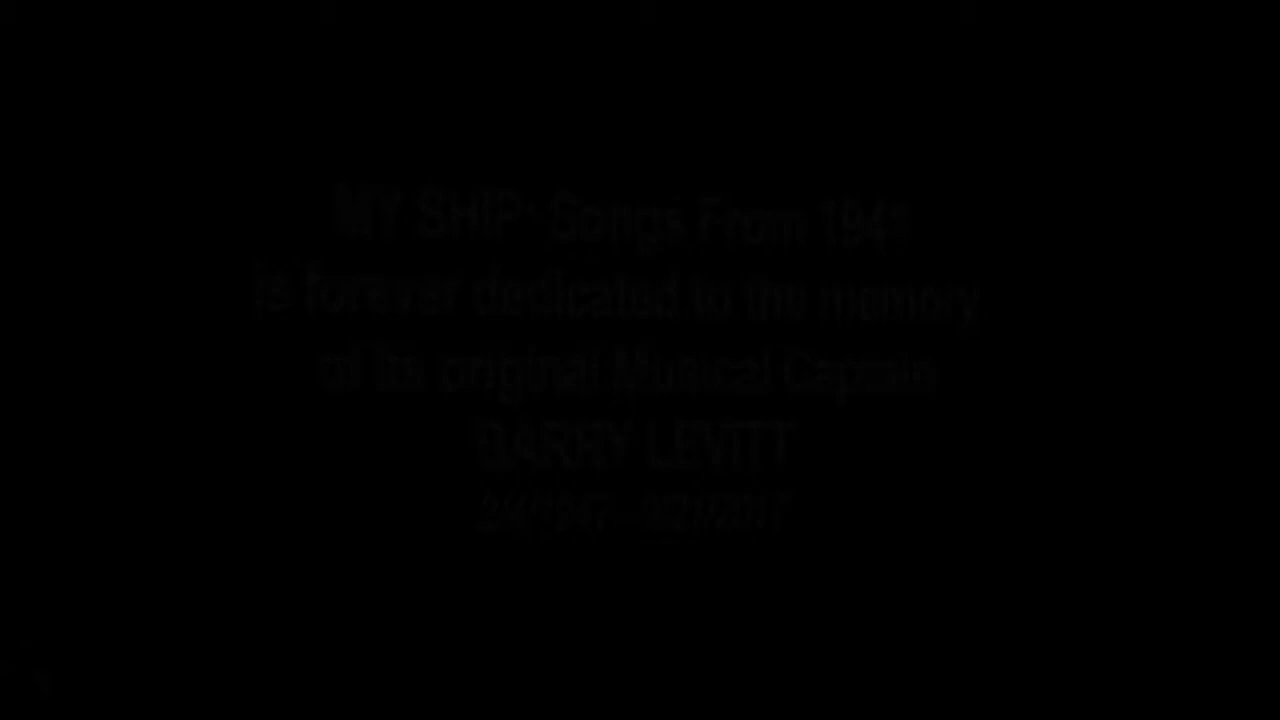 MY SHIP: Songs From
is forever dedicated to the memory
of its original Musical Captain
BARRY LEVITT